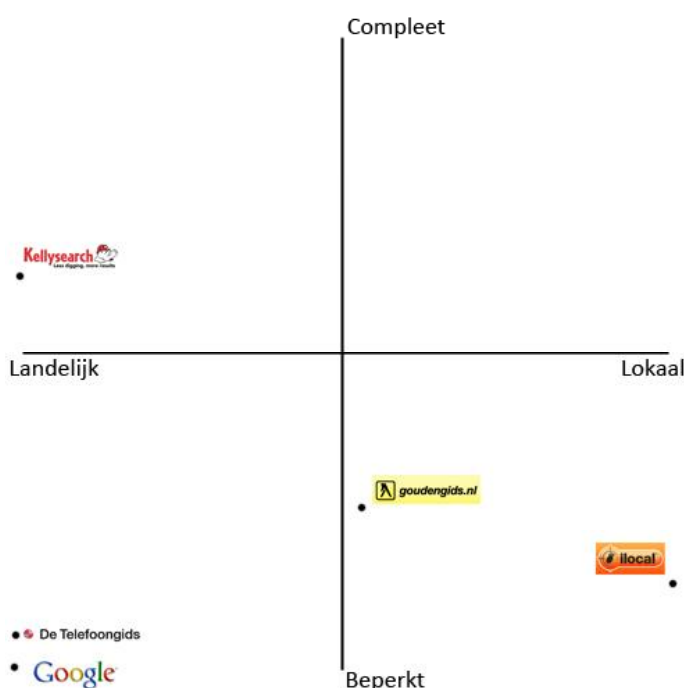 Compleet
Kellysearch
Less digging, more results
Landelijk
Lokaal
goudengids.nl
ilocal
De Telefoongids
Google
Beperkt